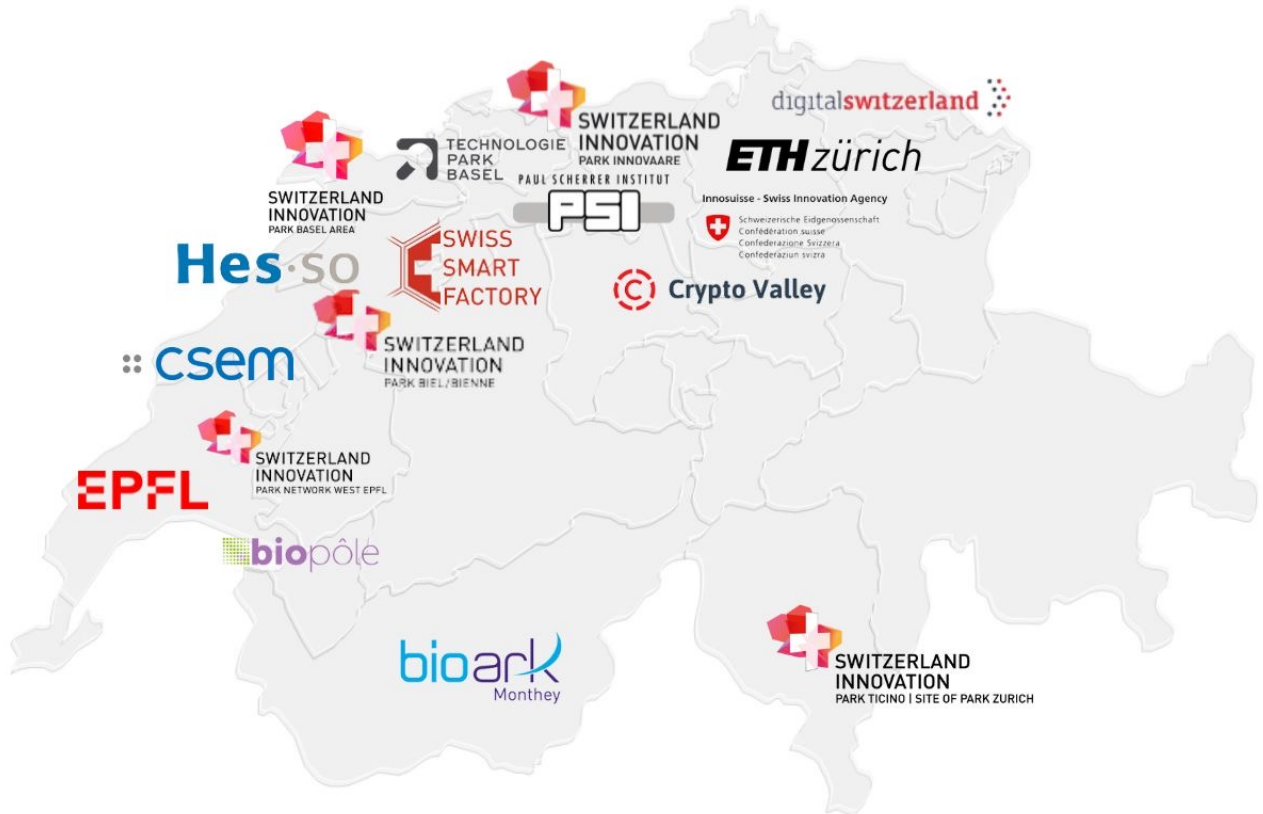 digitalswitzerland
SWITZERLAND
INNOVATION
PARK INNOVAARE
TECHNOLOGIE
PARK
BASEL
ETH zürich
SWITZERLAND
INNOVATION
PARK BASEL AREA
PAUL SCHERRER INSTITUT
PSI
Innosuisse - Swiss Innovation Agency
Schweizerische Eidgenossenschaft
Confédération suisse
Confederazione Svizzera
Confederaziun svizra
Hes·so
SWISS
SMART
FACTORY
C Crypto Valley
SWITZERLAND
INNOVATION
PARK BIEL/BIENNE
csem
SWITZERLAND
INNOVATION
PARK NETWORK WEST EPFL
EPFL
biopôle
bioark
Monthey
SWITZERLAND
INNOVATION
PARK TICINO | SITE OF PARK ZURICH